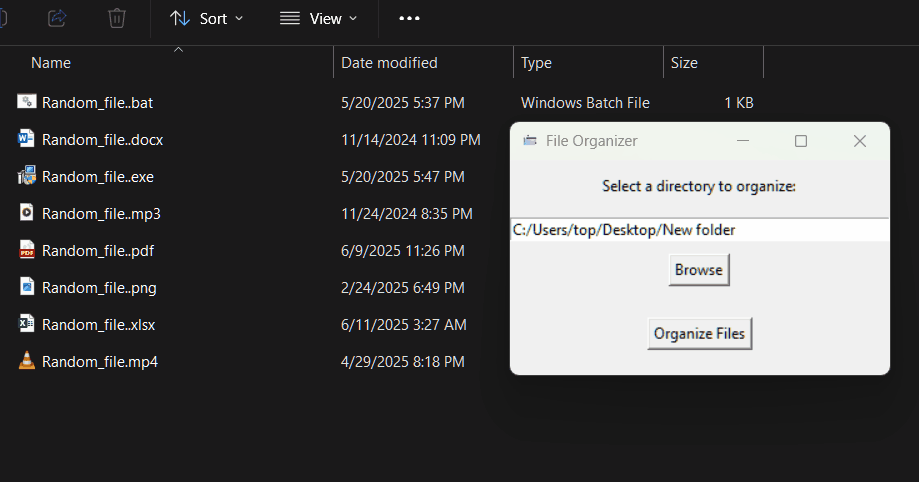 Sort View
Name Date modified Type Size
Random_file..bat 5/20/2025 5:37 PM Windows Batch File 1 KB
Random_file..docx 11/14/2024 11:09 PM
Random_file..exe 5/20/2025 5:47 PM
Random_file..mp3 11/24/2024 8:35 PM
Random_file..pdf 6/9/2025 11:26 PM
Random_file..png 2/24/2025 6:49 PM
Random_file..xlsx 6/11/2025 3:27 AM
Random_file.mp4 4/29/2025 8:18 PM
File Organizer
Select a directory to organize:
C:/Users/top/Desktop/New folder
Browse
Organize Files